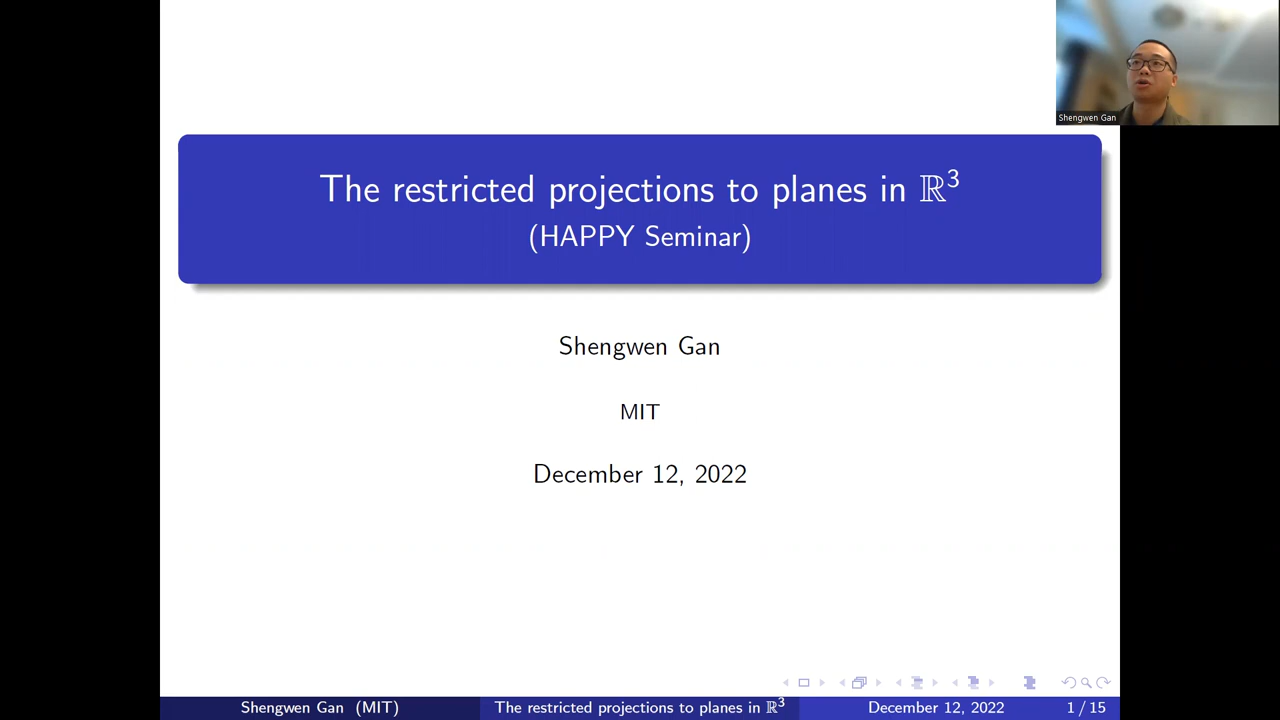 Shengwen Gan
The restricted projections to planes in ℝ³
(HAPPY Seminar)
Shengwen Gan
MIT
December 12, 2022
Shengwen Gan (MIT) The restricted projections to planes in ℝ³ December 12, 2022 1 / 15